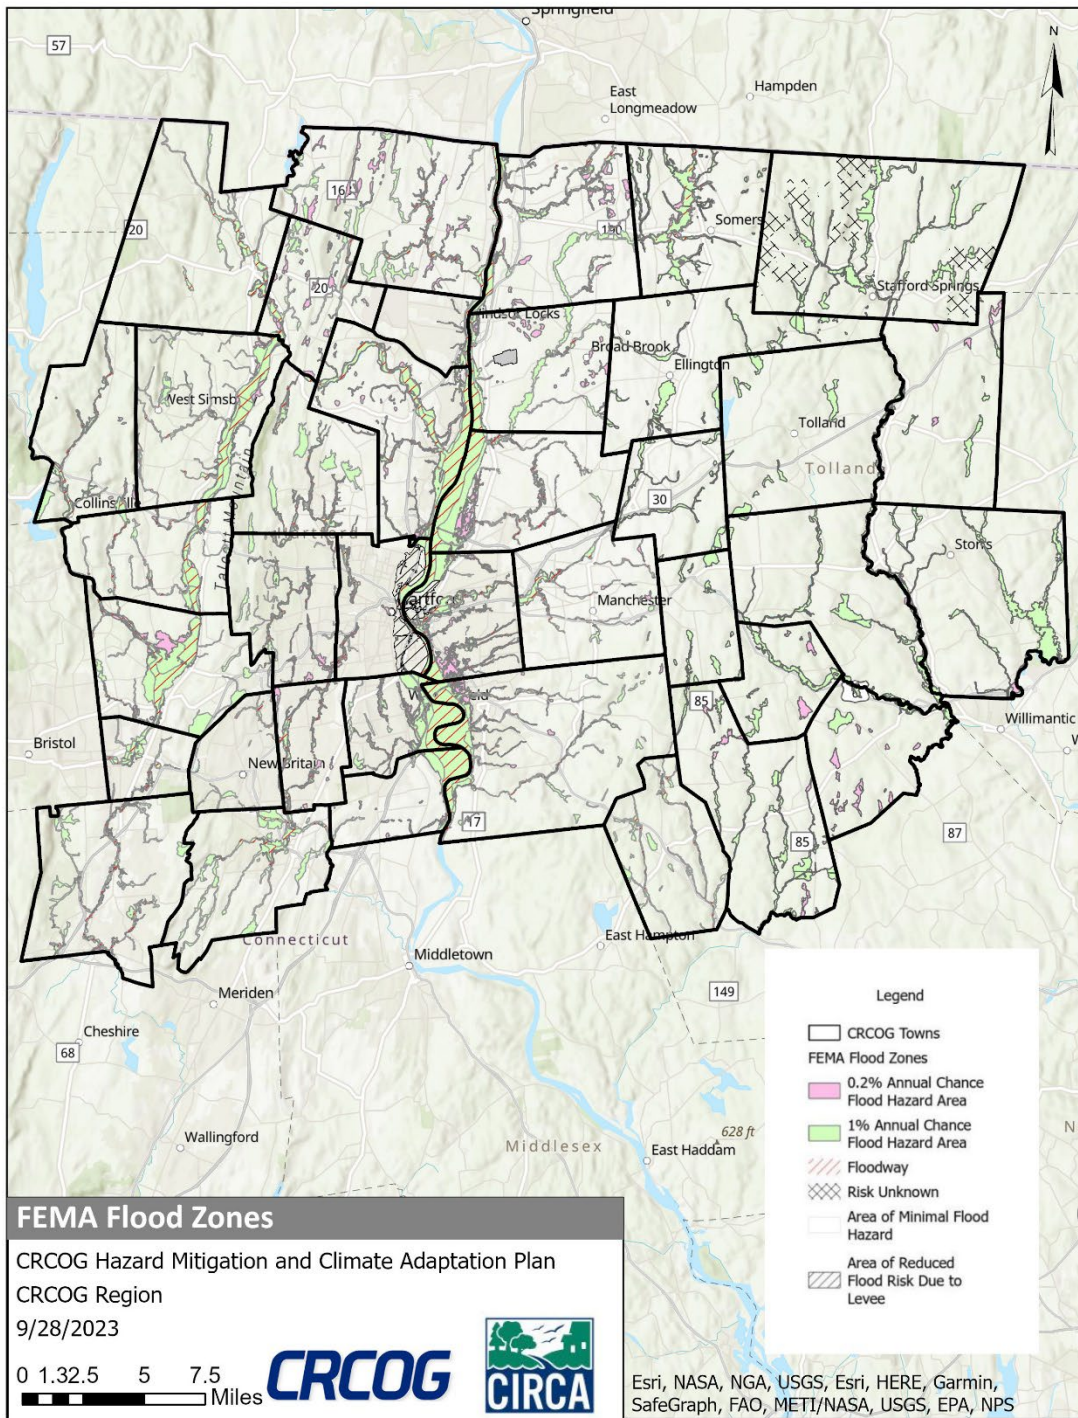 Springfield
57
N
Hampden
East
Longmeadow
16
20
190
Somers
20
Stafford Springs
Windsor Locks
Broad Brook
Ellington
West Simsb
Tolland
Tolland
Collinsville
Talcott Mountain
30
Hartford
Storrs
Hartfo
Manchester
85
Willimantic
Bristol
New Britain
17
85
87
East Hampton
Connecticut
Middletown
149
Meriden
Cheshire
68
Wallingford
Middlesex
628 ft
East Haddam
Legend
CRCOG Towns
FEMA Flood Zones
0.2% Annual Chance
Flood Hazard Area
1% Annual Chance
Flood Hazard Area
Floodway
Risk Unknown
Area of Minimal Flood
Hazard
Area of Reduced
Flood Risk Due to
Levee
FEMA Flood Zones
CRCOG Hazard Mitigation and Climate Adaptation Plan
CRCOG Region
9/28/2023
0 1.32.5 5 7.5
Miles
CRCOG
CIRCA
Esri, NASA, NGA, USGS, Esri, HERE, Garmin,
SafeGraph, FAO, METI/NASA, USGS, EPA, NPS